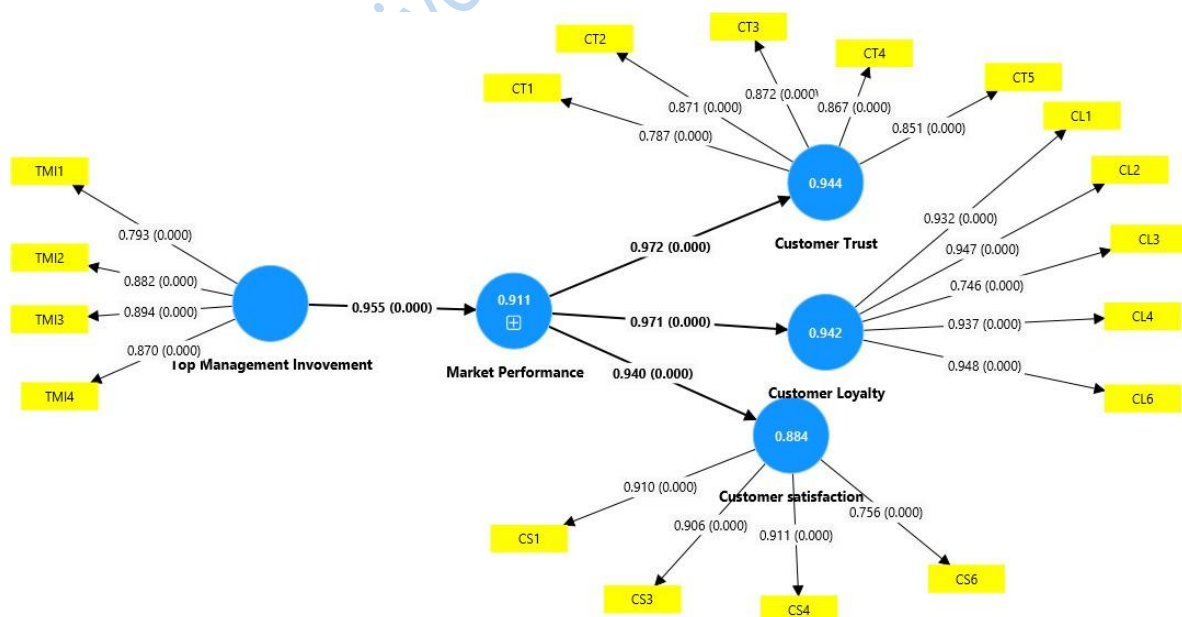 CT3
CT2
CT4
CT5
CT1
CL1
0.872 (0.000)
0.871 (0.000)
0.867 (0.000)
0.851 (0.000)
0.787 (0.000)
TMI1
CL2
0.944
0.932 (0.000)
0.793 (0.000)
0.972 (0.000)
Customer Trust
0.947 (0.000)
CL3
TMI2
0.882 (0.000)
0.746 (0.000)
0.955 (0.000)
0.911
TMI3
0.894 (0.000)
0.971 (0.000)
0.942
0.937 (0.000)
CL4
0.870 (0.000)
Top Management Invovement
Market Performance
0.940 (0.000)
0.948 (0.000)
Customer Loyalty
TMI4
CL6
0.884
0.910 (0.000)
Customer satisfaction
0.756 (0.000)
0.906 (0.000)
0.911 (0.000)
CS1
CS6
CS3
CS4